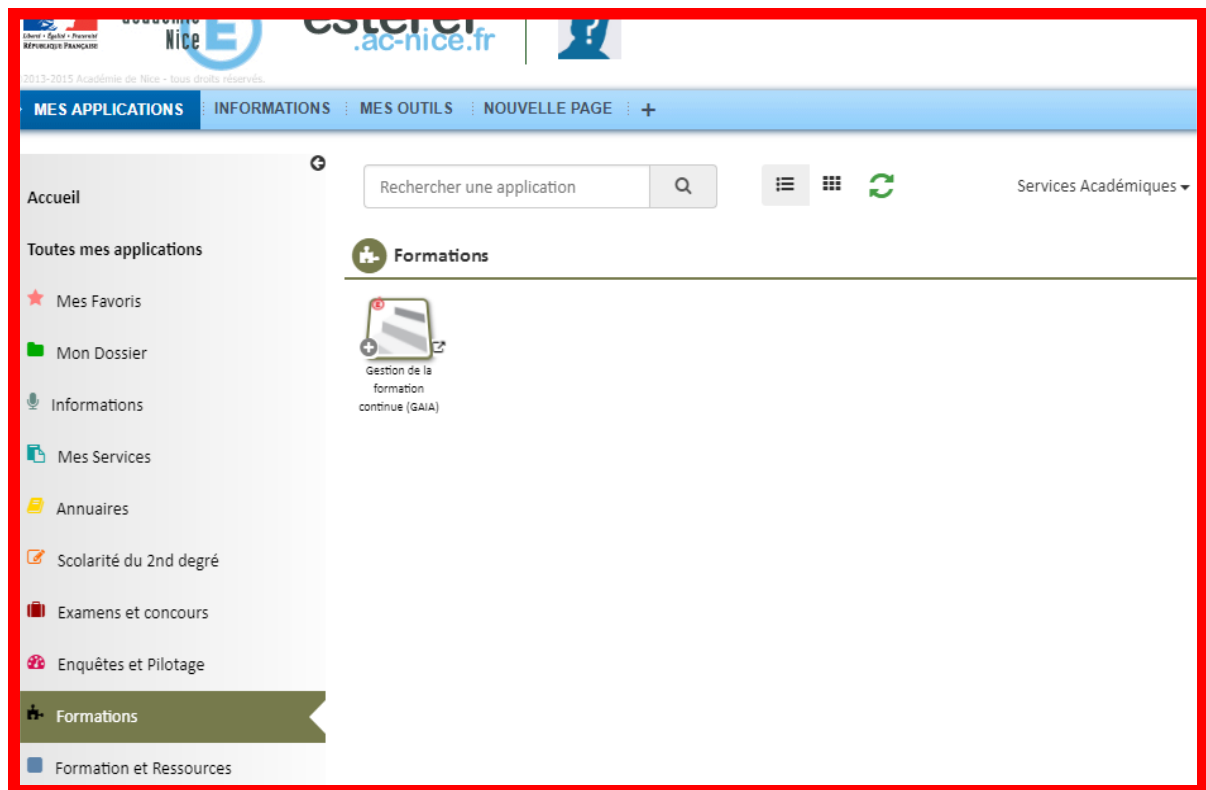 Liberté • Égalité • Fraternité
RÉPUBLIQUE FRANÇAISE
académie
Nice
esterel
.ac-nice.fr
2013-2015 Académie de Nice - tous droits réservés.
MES APPLICATIONS
INFORMATIONS
MES OUTILS
NOUVELLE PAGE
+
Rechercher une application
Services Académiques
Accueil
Toutes mes applications
Mes Favoris
Mon Dossier
Informations
Mes Services
Annuaires
Scolarité du 2nd degré
Examens et concours
Enquêtes et Pilotage
Formations
Formation et Ressources
Formations
Gestion de la
formation
continue (GAIA)